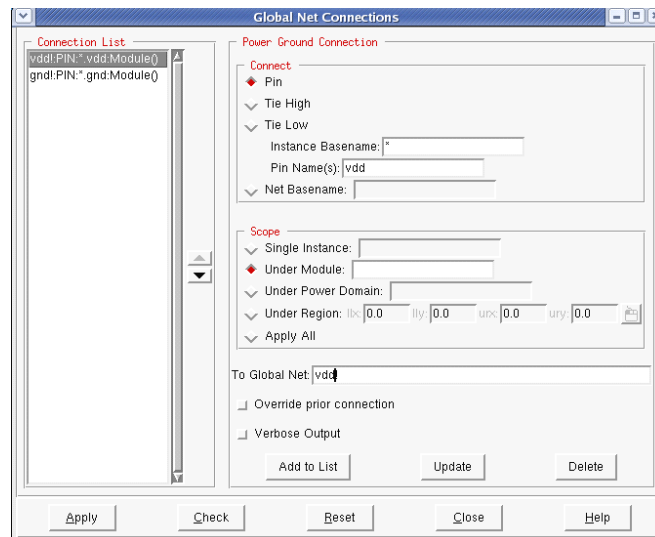 Global Net Connections
Connection List
vdd!:PIN:*.vdd:Module()
gnd!:PIN:*.gnd:Module()
Power Ground Connection
Connect
Pin
Tie High
Tie Low
Instance Basename: *
Pin Name(s): vdd
Net Basename:
Scope
Single Instance:
Under Module:
Under Power Domain:
Under Region: llx: 0.0 lly: 0.0 urx: 0.0 ury: 0.0
Apply All
To Global Net: vdd!
Override prior connection
Verbose Output
Add to List Update Delete
Apply Check Reset Close Help